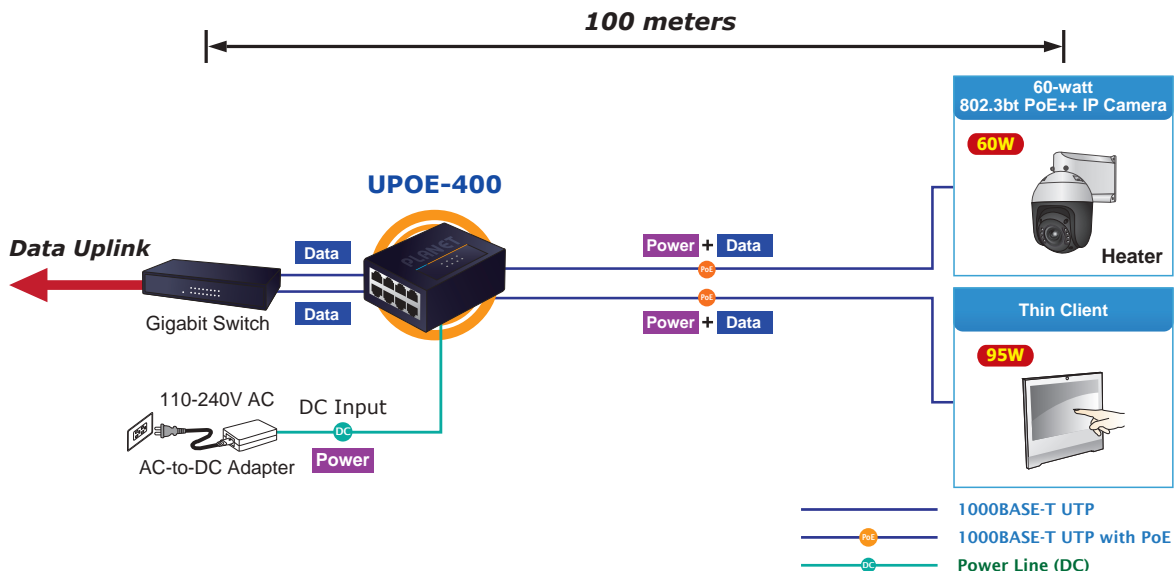 100 meters
60-watt
802.3bt PoE++ IP Camera
60W
Heater
UPOE-400
PLANET
Data Uplink
Data
Data
Gigabit Switch
Power + Data
PoE
PoE
Power + Data
Thin Client
95W
110-240V AC
DC Input
DC
Power
AC-to-DC Adapter
1000BASE-T UTP
PoE
1000BASE-T UTP with PoE
DC
Power Line (DC)